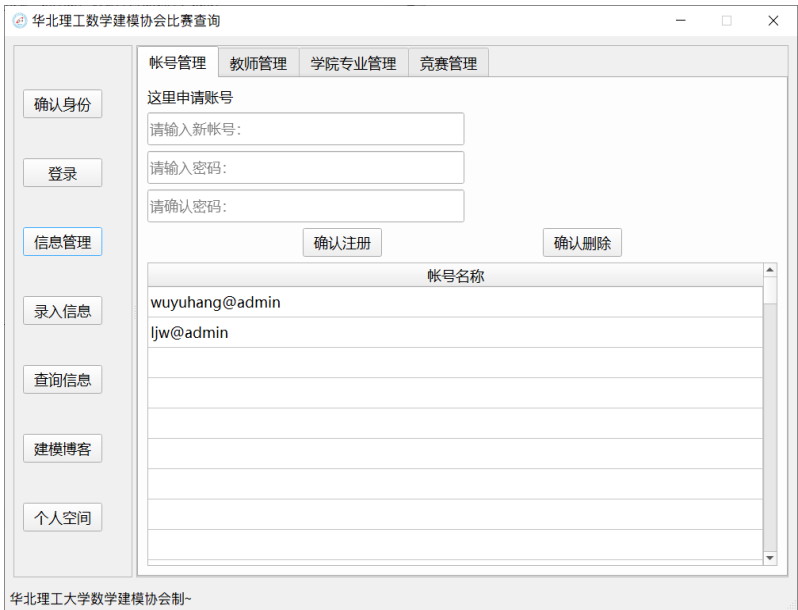 华北理工数学建模协会比赛查询
确认身份
登录
信息管理
录入信息
查询信息
建模博客
个人空间
帐号管理 教师管理 学院专业管理 竞赛管理
这里申请账号
请输入新帐号：
请输入密码：
请确认密码：
确认注册 确认删除
帐号名称
wuyuhang@admin
ljw@admin
华北理工大学数学建模协会制~